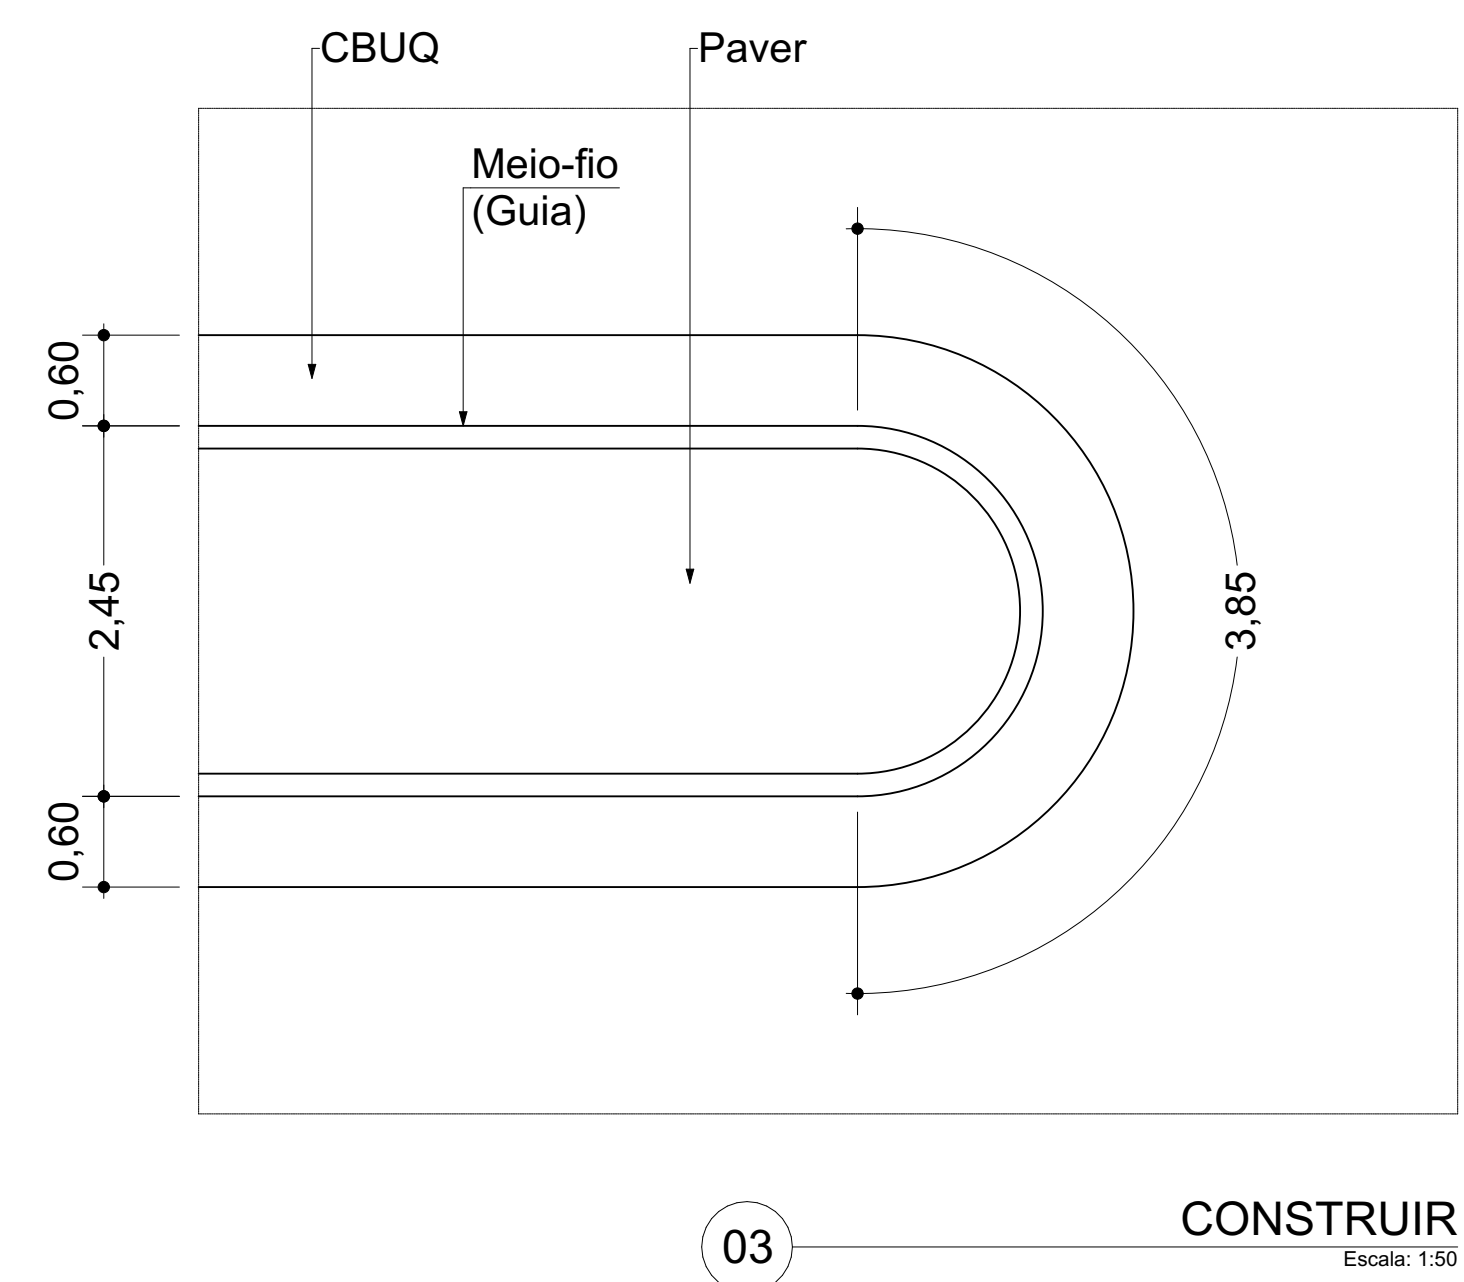 CBUQ
Paver
Meio-fio
(Guia)
0,60
2,45
0,60
3,85
03
CONSTRUIR
Escala: 1:50